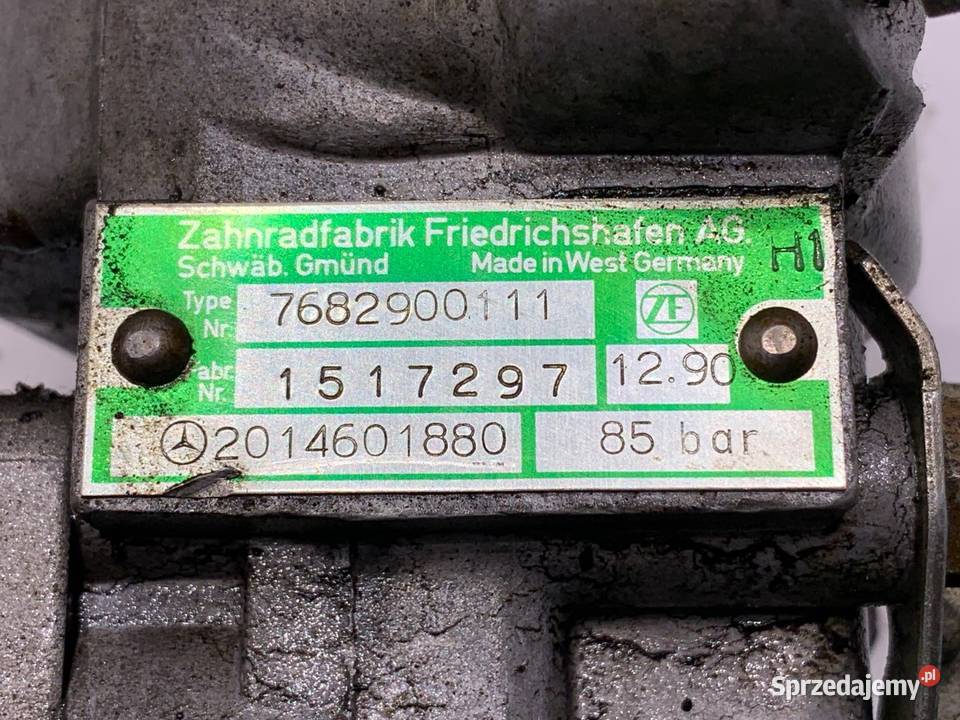 Zahnradfabrik Friedrichshafen AG.
Schwäb. Gmünd Made in West Germany H1
Type Nr. 7682900111 ZF
Fabr. Nr. 1517297 12.90
2014601880 85 bar
Sprzedajemy.pl